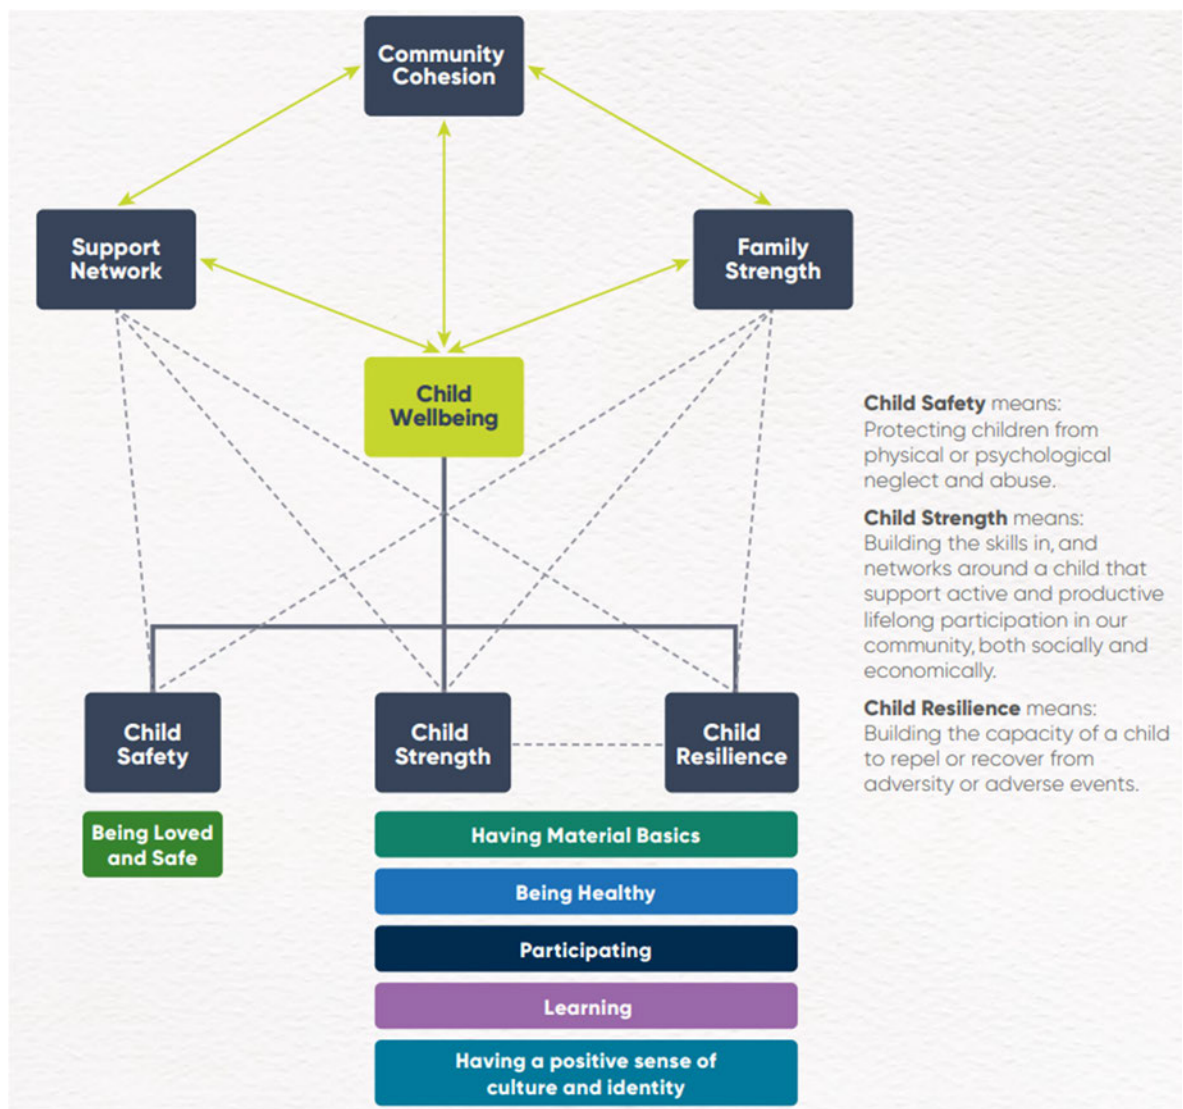 Community
Cohesion
Support
Network
Family
Strength
Child
Wellbeing
Child Safety means:
Protecting children from
physical or psychological
neglect and abuse.
Child Strength means:
Building the skills in, and
networks around a child that
support active and productive
lifelong participation in our
community, both socially and
economically.
Child Resilience means:
Building the capacity of a child
to repel or recover from
adversity or adverse events.
Child
Safety
Child
Strength
Child
Resilience
Being Loved
and Safe
Having Material Basics
Being Healthy
Participating
Learning
Having a positive sense of
culture and identity